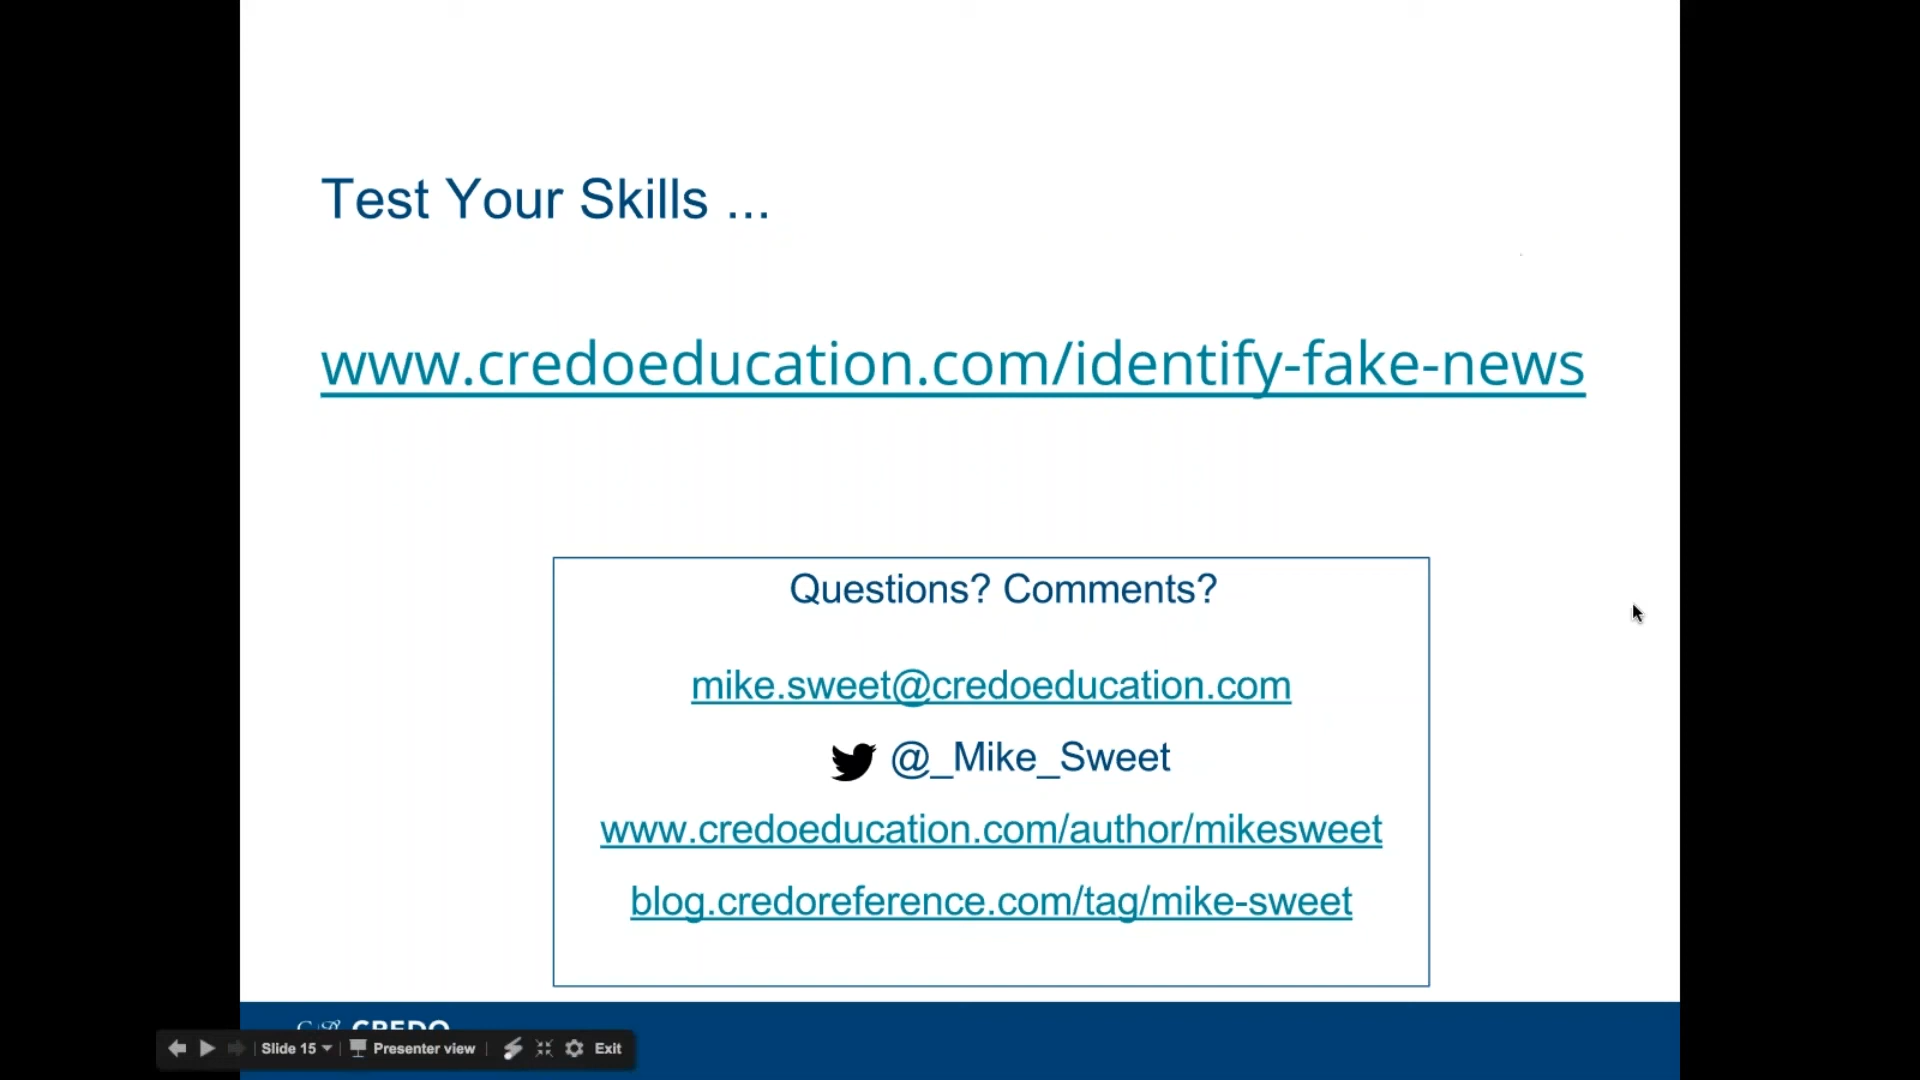 Test Your Skills ...
www.credoeducation.com/identify-fake-news
Questions? Comments?
mike.sweet@credoeducation.com
@_Mike_Sweet
www.credoeducation.com/author/mikesweet
blog.credoreference.com/tag/mike-sweet
CREDO
Slide 15 Presenter view Exit